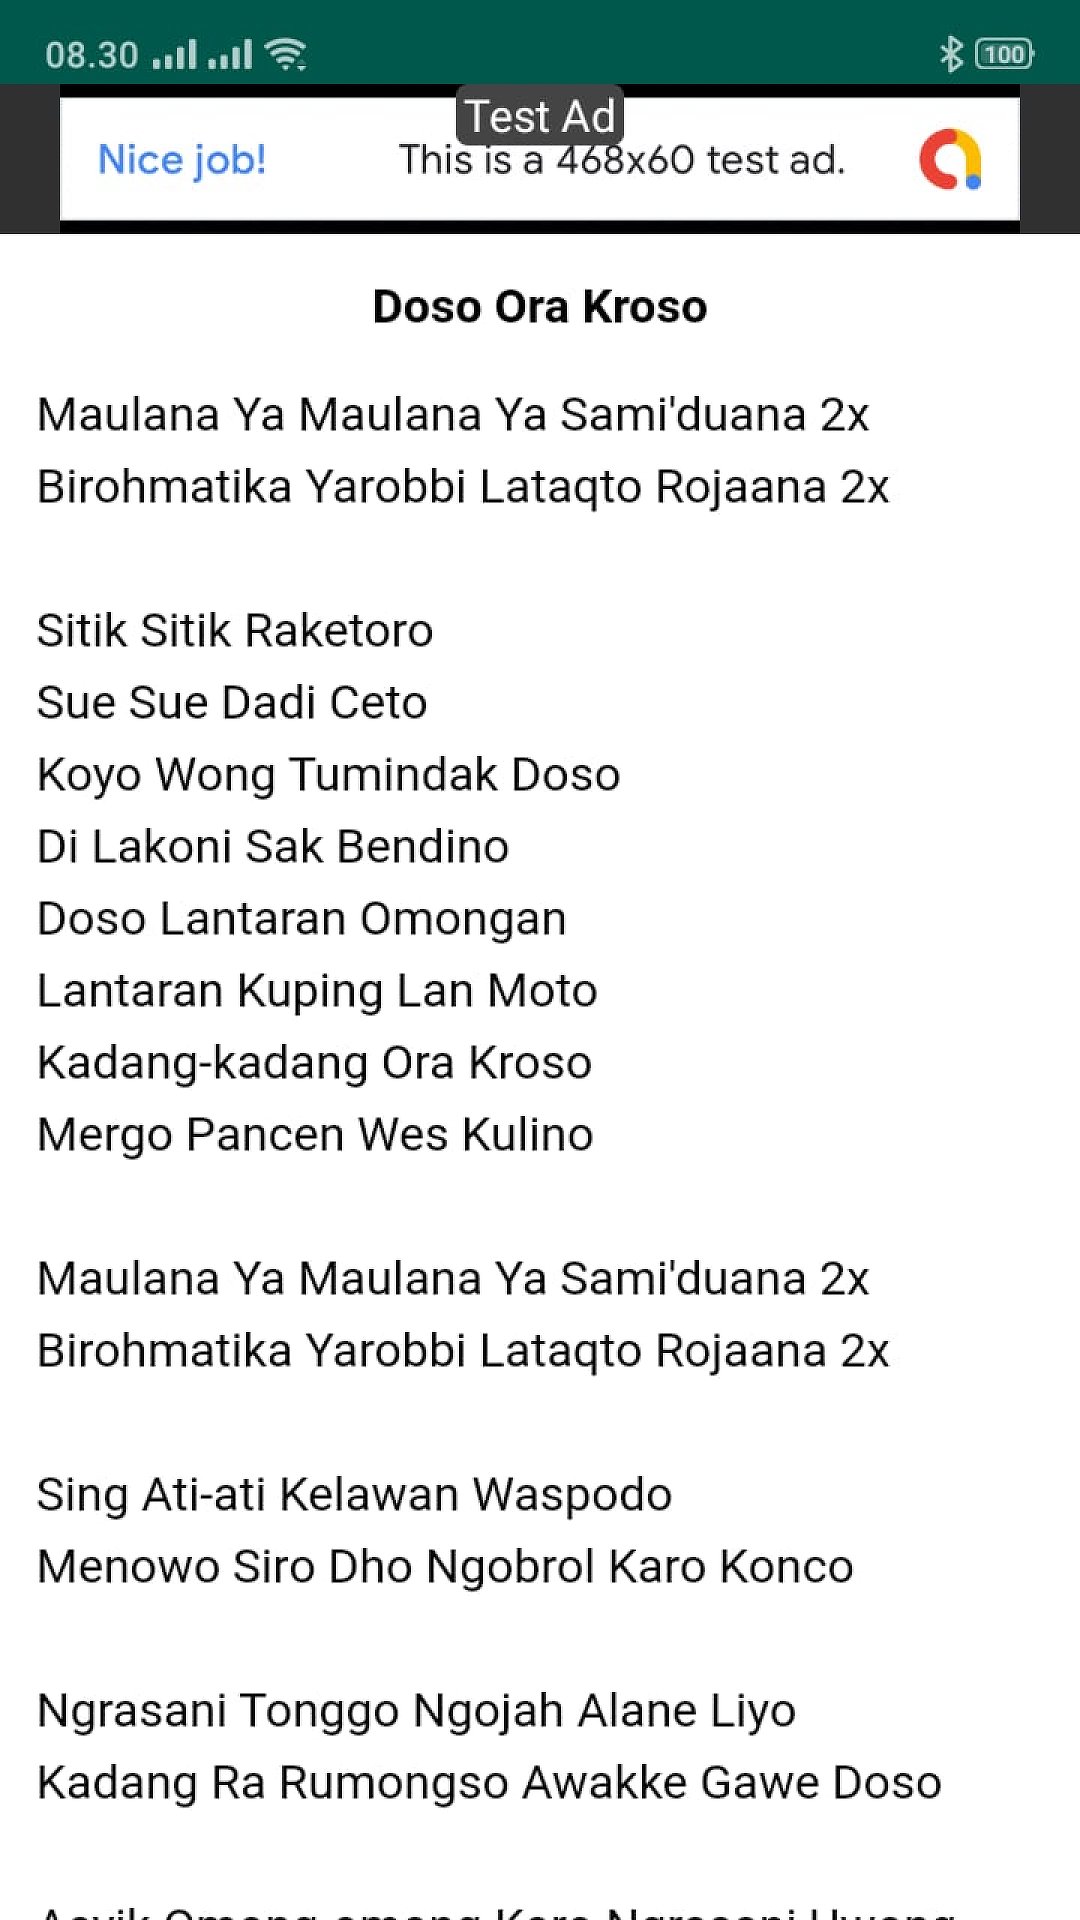 08.30
100
Test Ad
Nice job! This is a 468x60 test ad.
Doso Ora Kroso
Maulana Ya Maulana Ya Sami'duana 2x
Birohmatika Yarobbi Lataqto Rojaana 2x
Sitik Sitik Raketoro
Sue Sue Dadi Ceto
Koyo Wong Tumindak Doso
Di Lakoni Sak Bendino
Doso Lantaran Omongan
Lantaran Kuping Lan Moto
Kadang-kadang Ora Kroso
Mergo Pancen Wes Kulino
Maulana Ya Maulana Ya Sami'duana 2x
Birohmatika Yarobbi Lataqto Rojaana 2x
Sing Ati-ati Kelawan Waspodo
Menowo Siro Dho Ngobrol Karo Konco
Ngrasani Tonggo Ngojah Alane Liyo
Kadang Ra Rumongso Awakke Gawe Doso